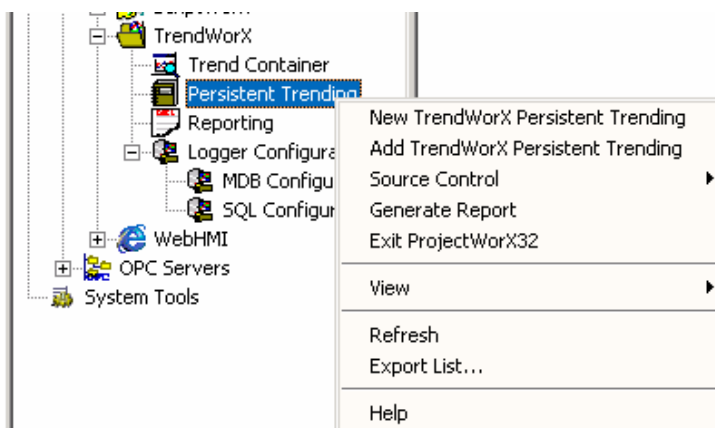 TrendWorX
Trend Container
Persistent Trending
Reporting
Logger Configura
MDB Configu
SQL Configur
WebHMI
OPC Servers
System Tools
New TrendWorX Persistent Trending
Add TrendWorX Persistent Trending
Source Control
Generate Report
Exit ProjectWorX32
View
Refresh
Export List...
Help